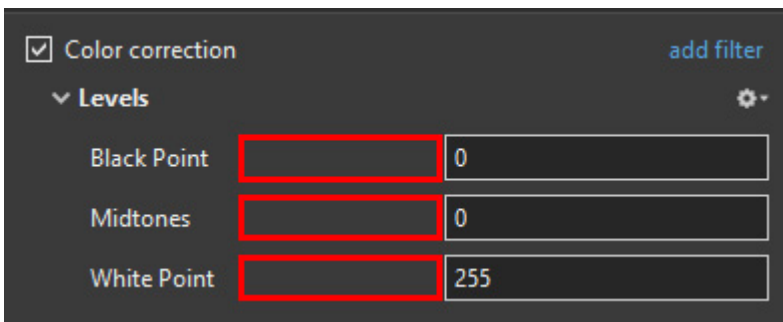 Color correction add filter
Levels
Black Point 0
Midtones 0
White Point 255